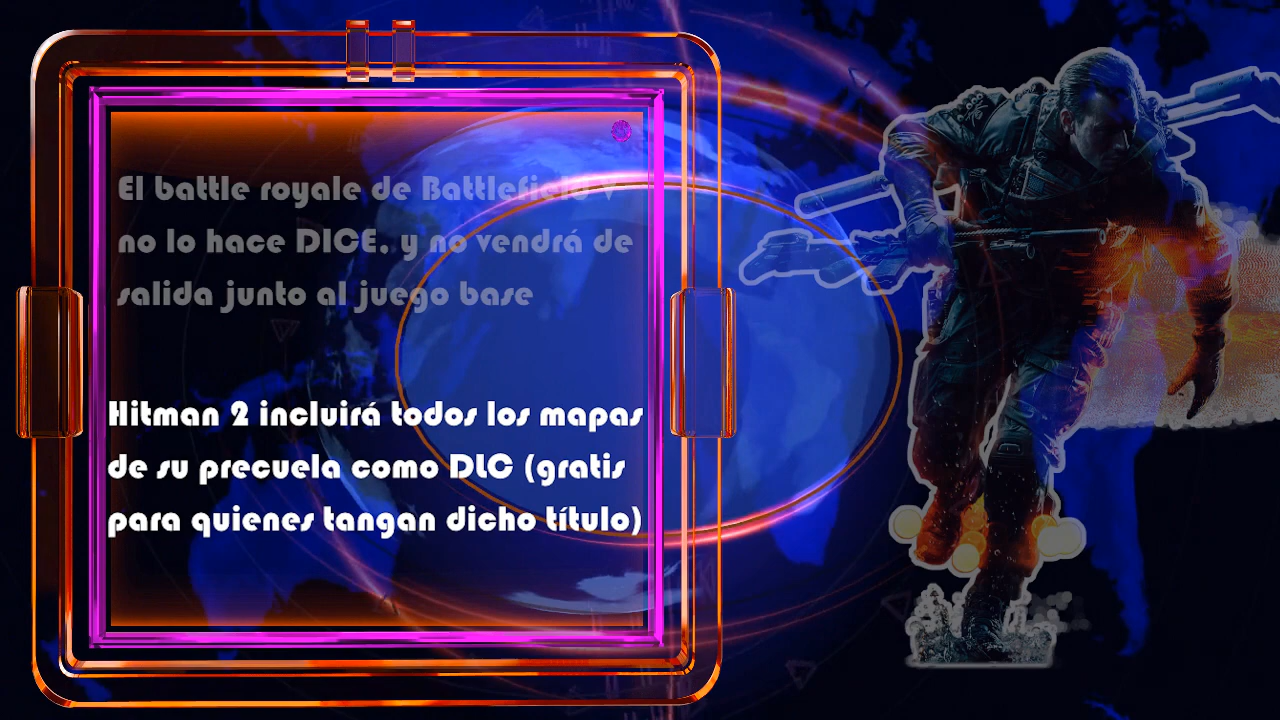 El battle royale de Battlefield V
no lo hace DICE, y no vendrá de
salida junto al juego base
Hitman 2 incluirá todos los mapas
de su precuela como DLC (gratis
para quienes tangan dicho título)